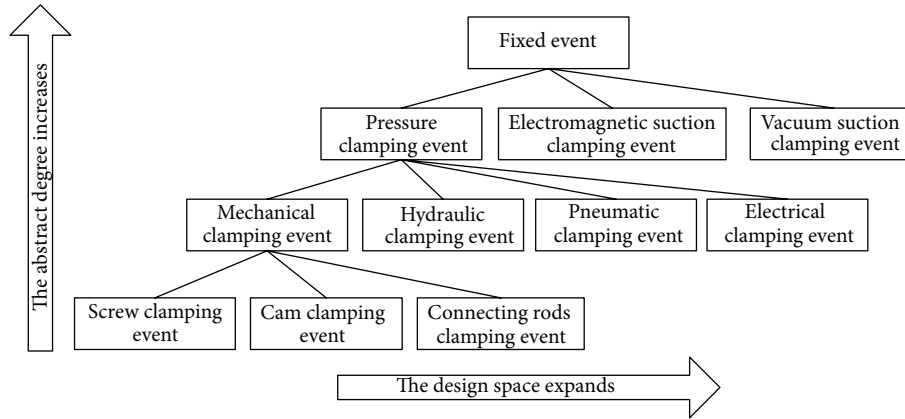 The abstract degree increases
Fixed event
Pressure
clamping event
Electromagnetic suction
clamping event
Vacuum suction
clamping event
Mechanical
clamping event
Hydraulic
clamping event
Pneumatic
clamping event
Electrical
clamping event
Screw clamping
event
Cam clamping
event
Connecting rods
clamping event
The design space expands